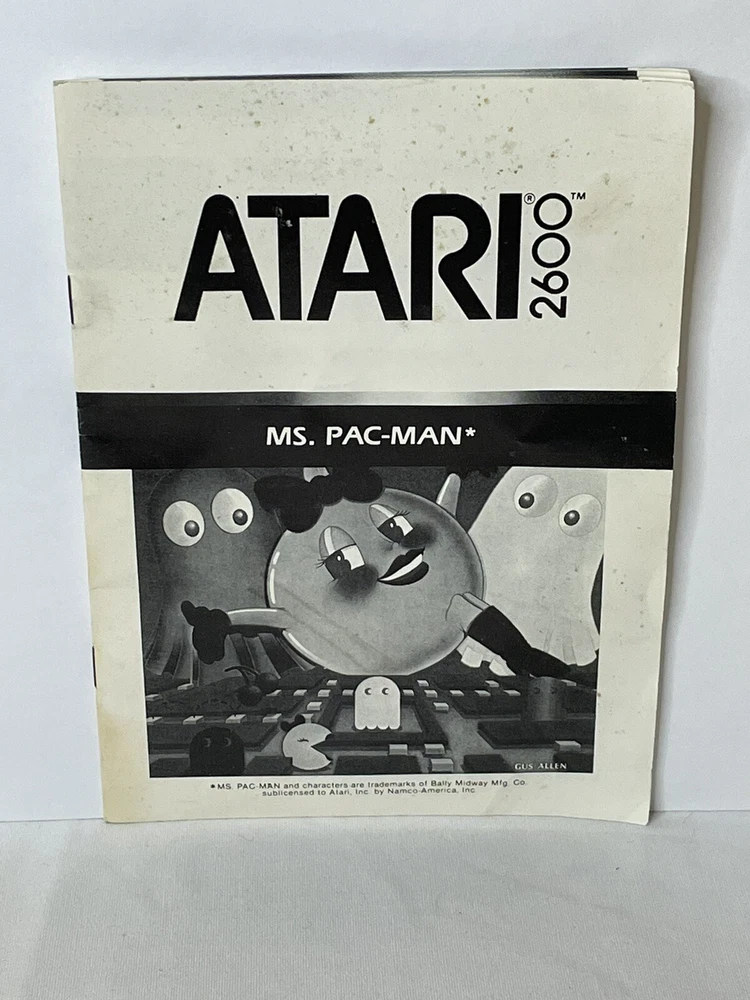 ATARI® 2600™
MS. PAC-MAN*
GUS ALLEN
*MS. PAC-MAN and characters are trademarks of Bally Midway Mfg. Co.
sublicensed to Atari, Inc. by Namco-America, Inc.